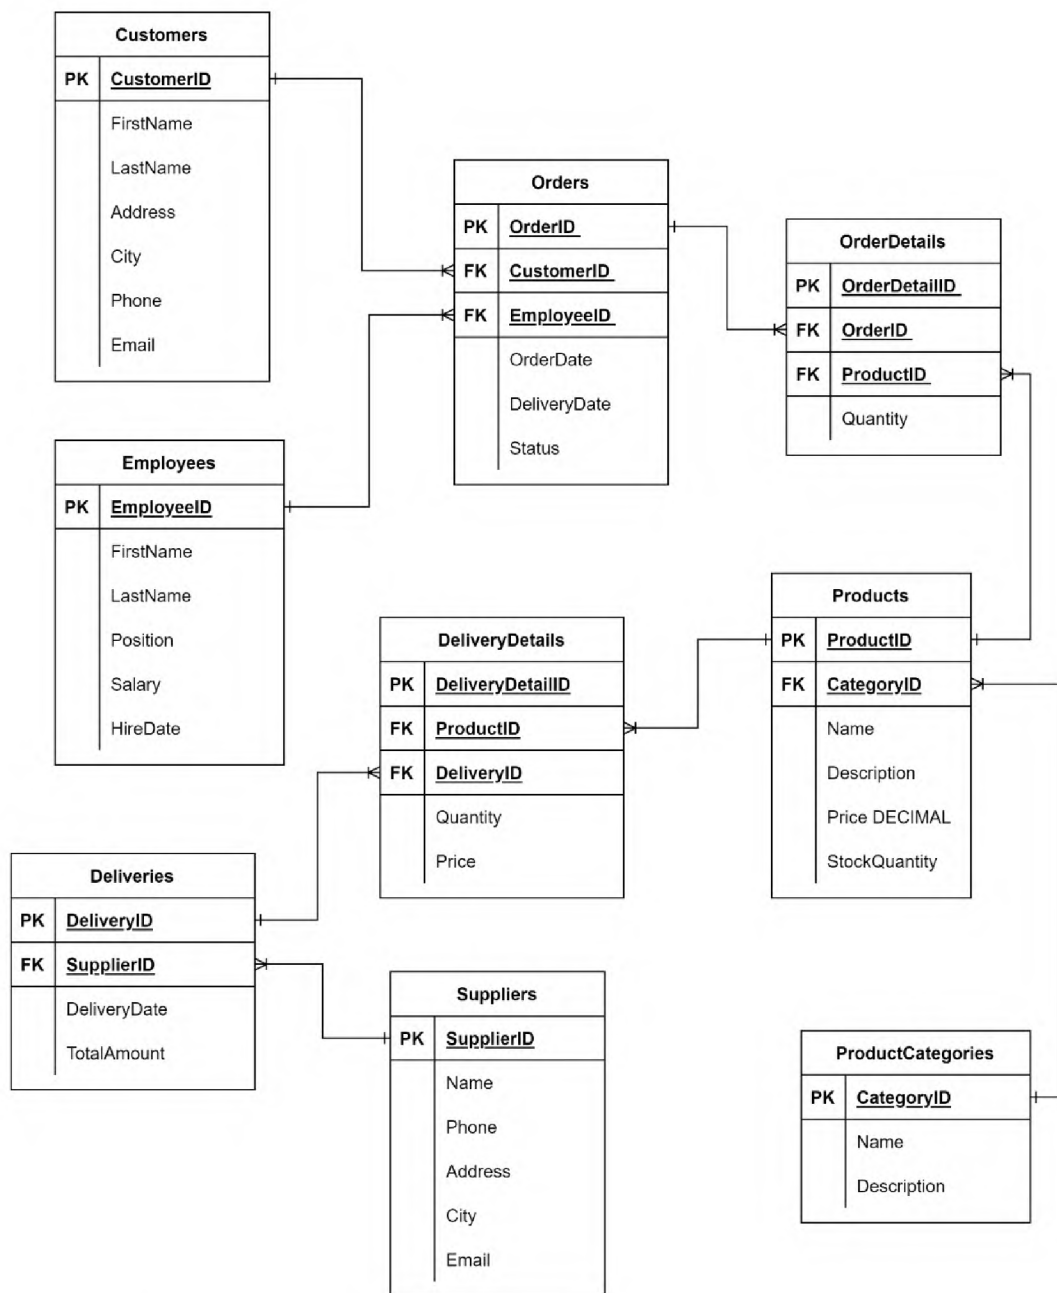 Customers
PK CustomerID
FirstName
LastName
Address
City
Phone
Email
Orders
PK OrderID
FK CustomerID
FK EmployeeID
OrderDate
DeliveryDate
Status
OrderDetails
PK OrderDetailID
FK OrderID
FK ProductID
Quantity
Employees
PK EmployeeID
FirstName
LastName
Position
Salary
HireDate
DeliveryDetails
PK DeliveryDetailID
FK ProductID
FK DeliveryID
Quantity
Price
Products
PK ProductID
FK CategoryID
Name
Description
Price DECIMAL
StockQuantity
Deliveries
PK DeliveryID
FK SupplierID
DeliveryDate
TotalAmount
Suppliers
PK SupplierID
Name
Phone
Address
City
Email
ProductCategories
PK CategoryID
Name
Description